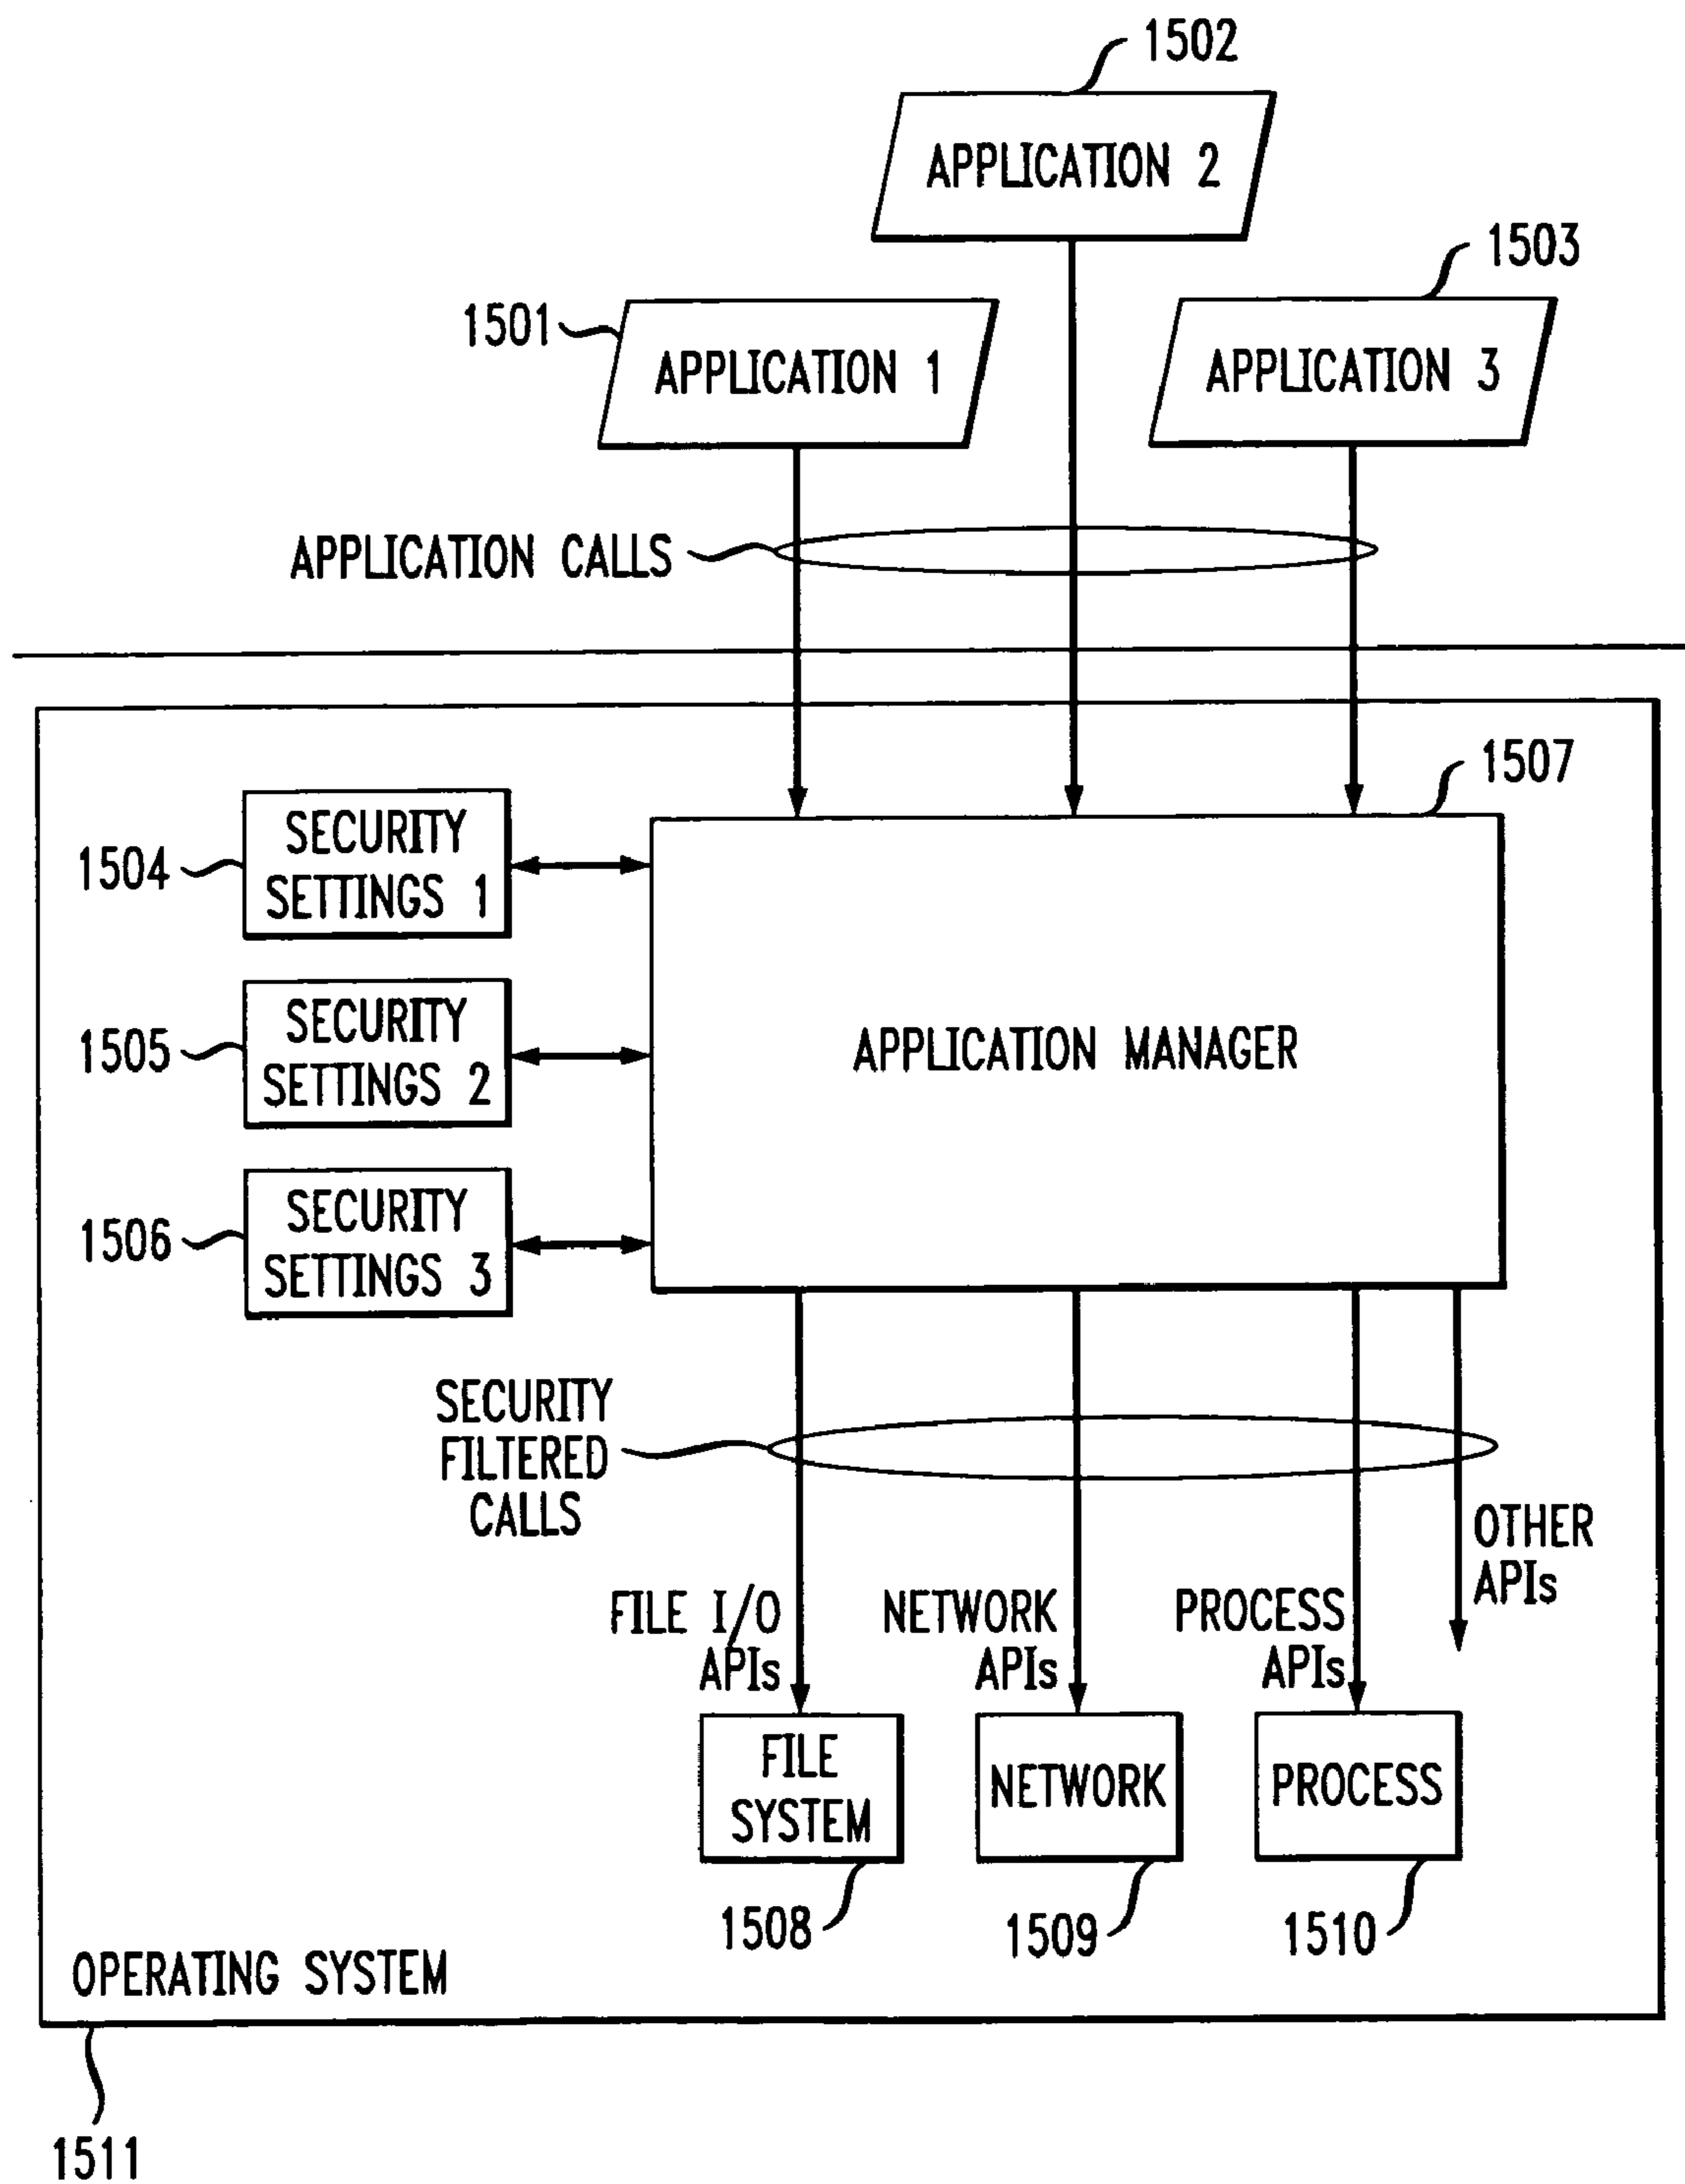 1502
APPLICATION 2
1503
1501
APPLICATION 1
APPLICATION 3
APPLICATION CALLS
1507
1504
SECURITY
SETTINGS 1
1505
SECURITY
SETTINGS 2
APPLICATION MANAGER
1506
SECURITY
SETTINGS 3
SECURITY
FILTERED
CALLS
OTHER
APIs
FILE I/O
APIs
NETWORK
APIs
PROCESS
APIs
FILE
SYSTEM
NETWORK
PROCESS
1508
1509
1510
OPERATING SYSTEM
1511